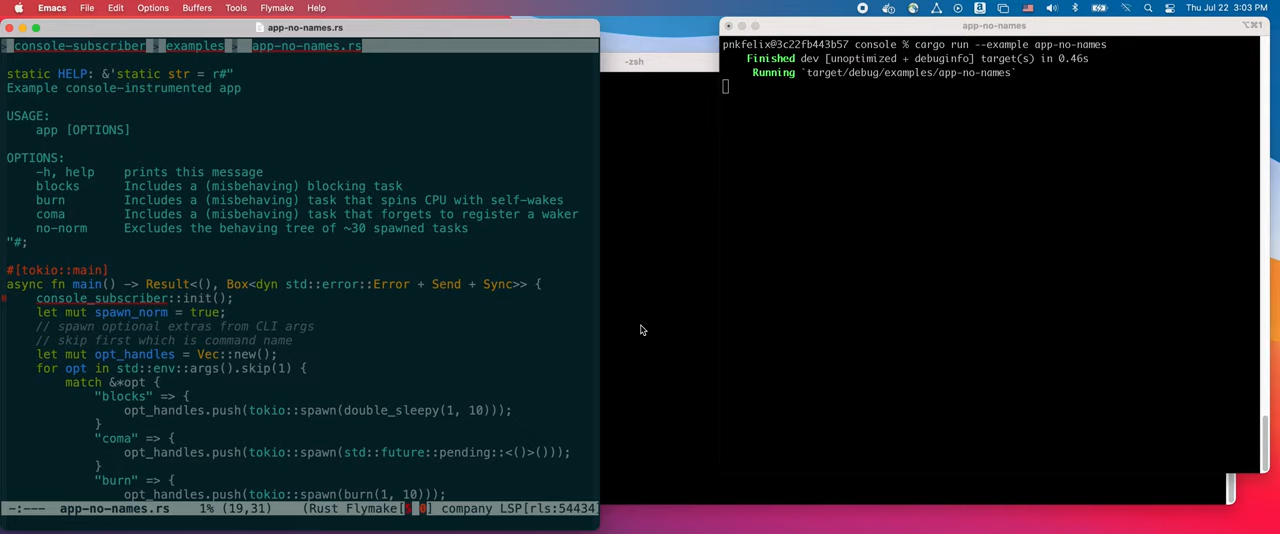 Emacs File Edit Options Buffers Tools Flymake Help
Thu Jul 22 3:03 PM
app-no-names.rs
console-subscriber > examples > app-no-names.rs
static HELP: &'static str = r#"
Example console-instrumented app
USAGE:
app [OPTIONS]
OPTIONS:
-h, help prints this message
blocks Includes a (misbehaving) blocking task
burn Includes a (misbehaving) task that spins CPU with self-wakes
coma Includes a (misbehaving) task that forgets to register a waker
no-norm Excludes the behaving tree of ~30 spawned tasks
"#;
#[tokio::main]
async fn main() -> Result<(), Box<dyn std::error::Error + Send + Sync>> {
console_subscriber::init();
let mut spawn_norm = true;
// spawn optional extras from CLI args
// skip first which is command name
let mut opt_handles = Vec::new();
for opt in std::env::args().skip(1) {
match &*opt {
"blocks" => {
opt_handles.push(tokio::spawn(double_sleepy(1, 10)));
}
"coma" => {
opt_handles.push(tokio::spawn(std::future::pending::<()>()));
}
"burn" => {
opt_handles.push(tokio::spawn(burn(1, 10)));
-:--- app-no-names.rs 1% (19,31) (Rust Flymake[5 0] company LSP[rls:54434]
-zsh
app-no-names
⌥⌘1
pnkfelix@3c22fb443b57 console % cargo run --example app-no-names
Finished dev [unoptimized + debuginfo] target(s) in 0.46s
Running `target/debug/examples/app-no-names`